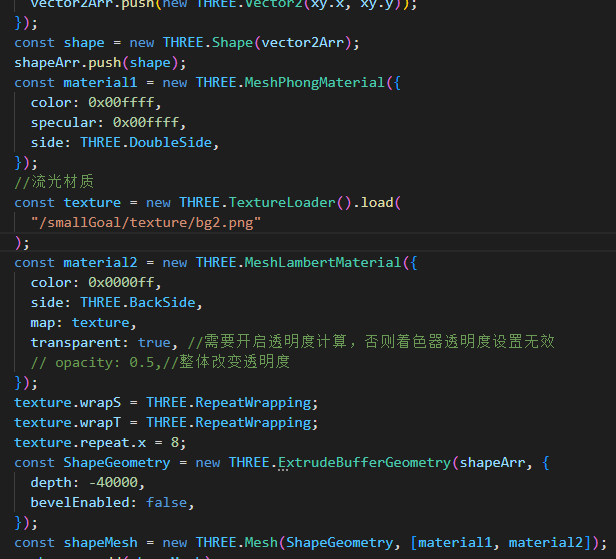 vector2Arr.push(new THREE.Vector2(xy.x, xy.y));
});
const shape = new THREE.Shape(vector2Arr);
shapeArr.push(shape);
const material1 = new THREE.MeshPhongMaterial({
color: 0x00ffff,
specular: 0x00ffff,
side: THREE.DoubleSide,
});
//流光材质
const texture = new THREE.TextureLoader().load(
"/smallGoal/texture/bg2.png"
);
const material2 = new THREE.MeshLambertMaterial({
color: 0x0000ff,
side: THREE.BackSide,
map: texture,
transparent: true, //需要开启透明度计算，否则着色器透明度设置无效
// opacity: 0.5,//整体改变透明度
});
texture.wrapS = THREE.RepeatWrapping;
texture.wrapT = THREE.RepeatWrapping;
texture.repeat.x = 8;
const ShapeGeometry = new THREE.ExtrudeBufferGeometry(shapeArr, {
depth: -40000,
bevelEnabled: false,
});
const shapeMesh = new THREE.Mesh(ShapeGeometry, [material1, material2]);